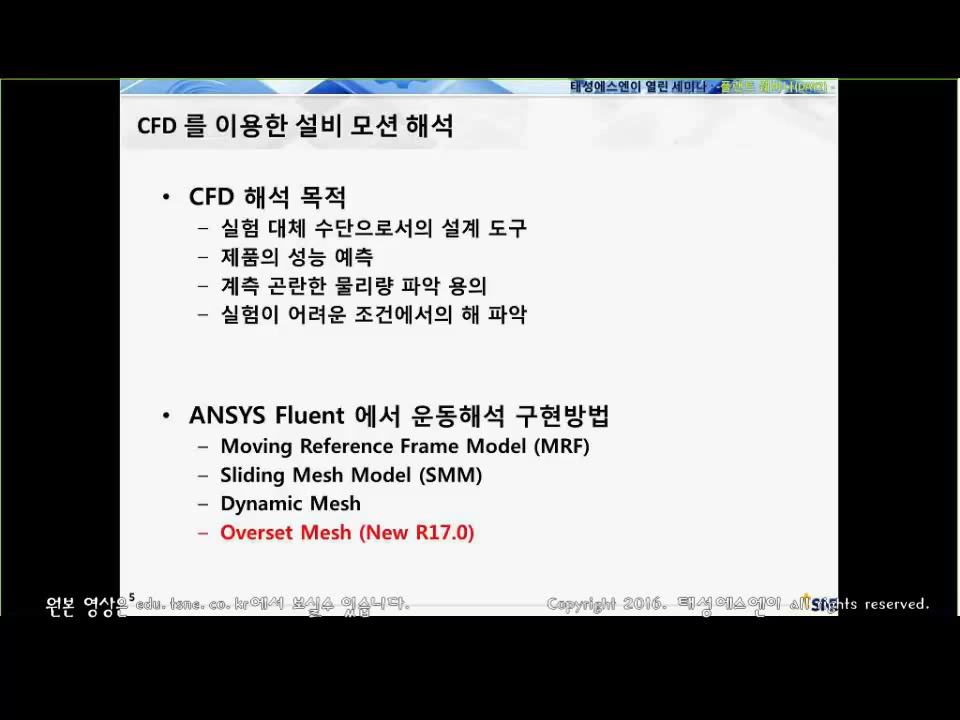 태성에스엔이 열린 세미나 : -플랜트 웨비나(DAY2) -
CFD 를 이용한 설비 모션 해석
• CFD 해석 목적
– 실험 대체 수단으로서의 설계 도구
– 제품의 성능 예측
– 계측 곤란한 물리량 파악 용의
– 실험이 어려운 조건에서의 해 파악
• ANSYS Fluent 에서 운동해석 구현방법
– Moving Reference Frame Model (MRF)
– Sliding Mesh Model (SMM)
– Dynamic Mesh
– Overset Mesh (New R17.0)
5
원본 영상은 edu.tsne.co.kr에서 보실수 있습니다.
Copyright 2016. 태성에스엔이 all rights reserved.